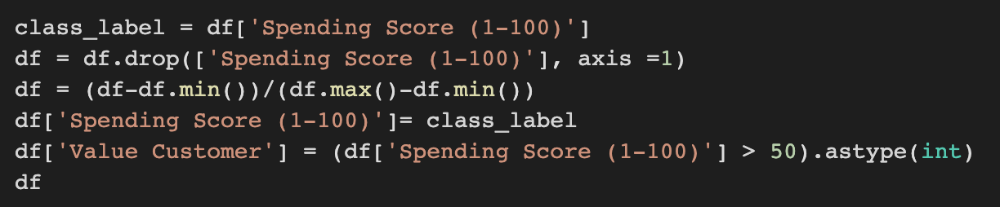 class_label = df['Spending Score (1-100)']
df = df.drop(['Spending Score (1-100)'], axis =1)
df = (df-df.min())/(df.max()-df.min())
df['Spending Score (1-100)']= class_label
df['Value Customer'] = (df['Spending Score (1-100)'] > 50).astype(int)
df